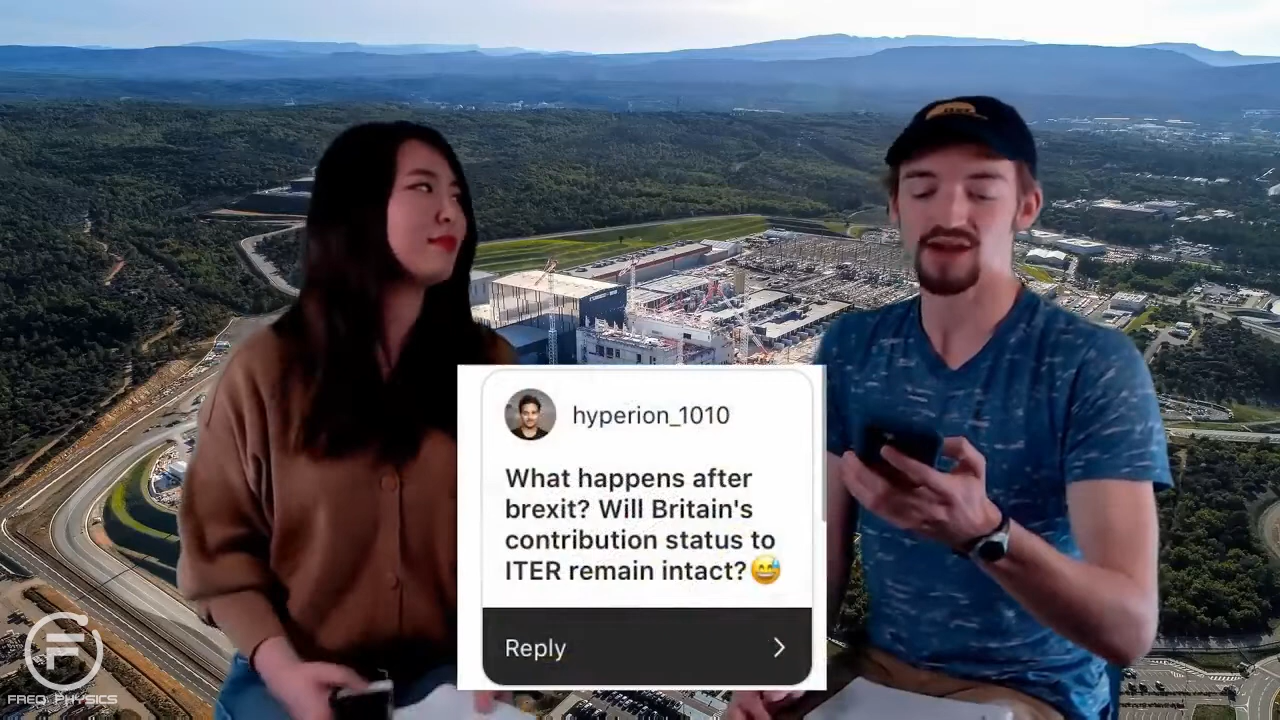 hyperion_1010
What happens after
brexit? Will Britain's
contribution status to
ITER remain intact?😅
Reply
FREQ PHYSICS